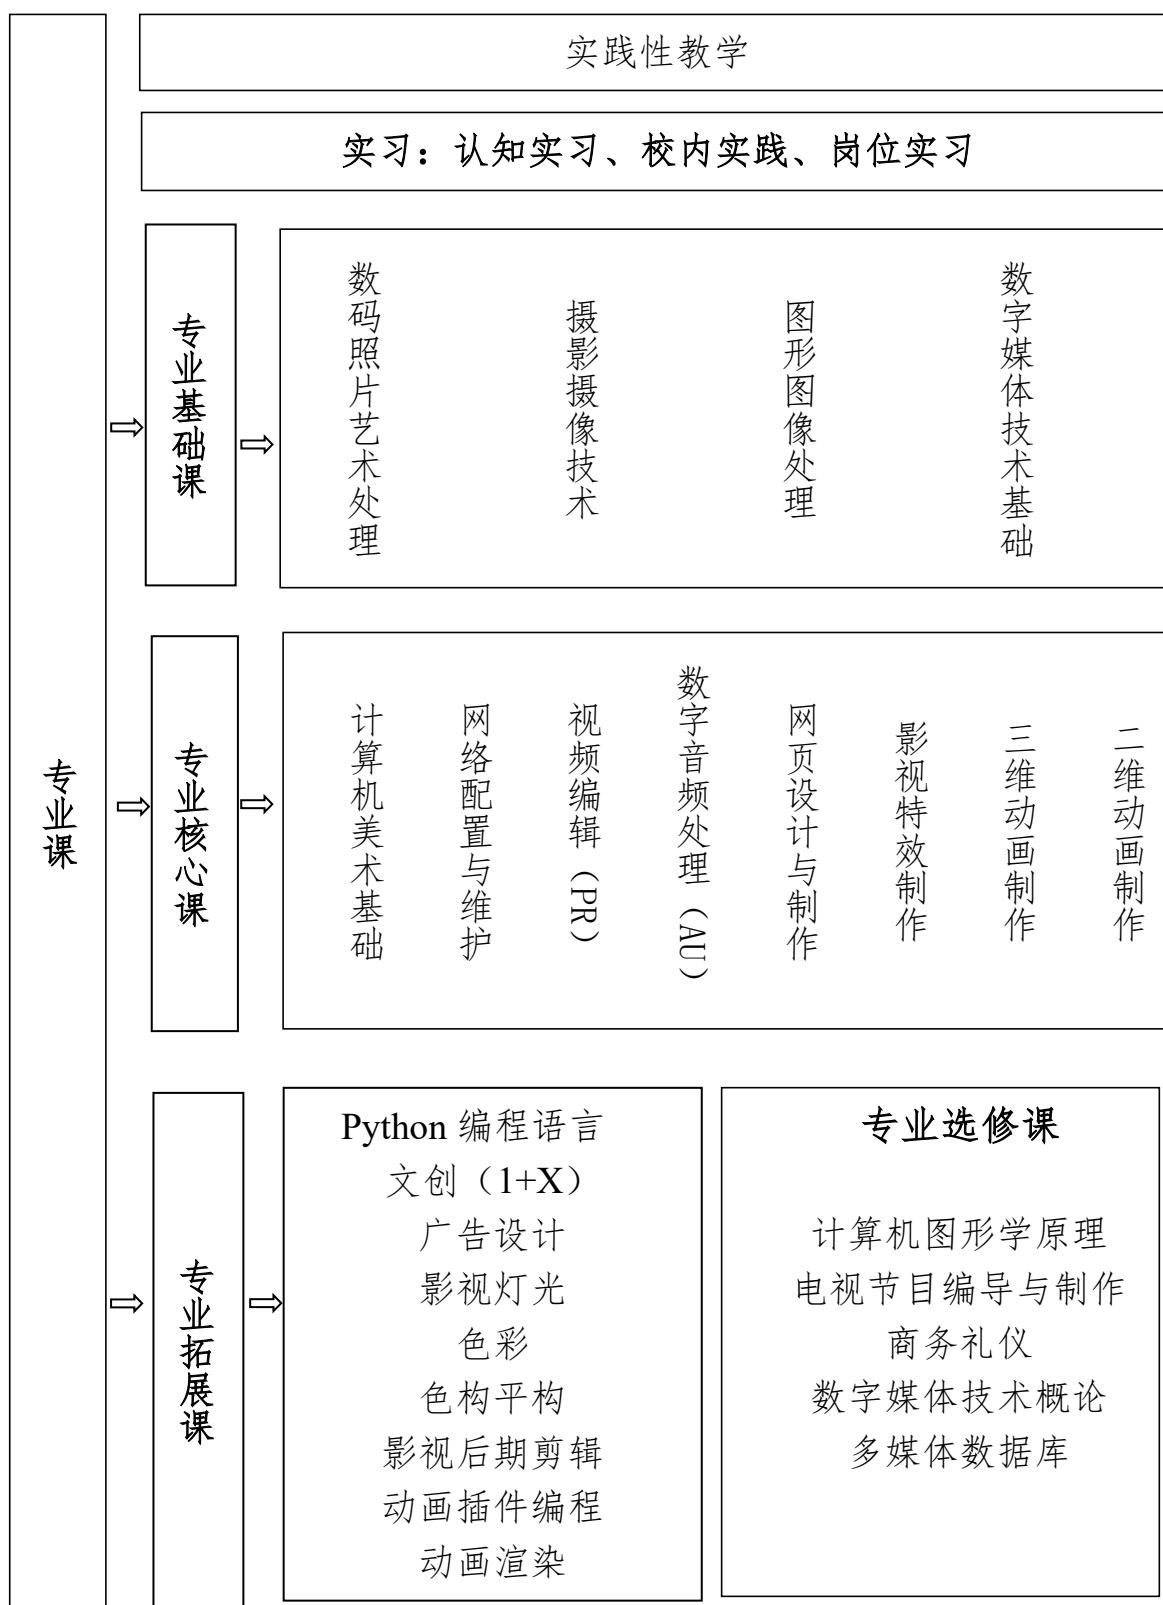 实践性教学
实习：认知实习、校内实践、岗位实习
专业课
专业基础课
数码照片艺术处理
摄影摄像技术
图形图像处理
数字媒体技术基础
专业核心课
计算机美术基础
网络配置与维护
视频编辑（PR）
数字音频处理（AU）
网页设计与制作
影视特效制作
三维动画制作
二维动画制作
专业拓展课
Python 编程语言
文创（1+X）
广告设计
影视灯光
色彩
色构平构
影视后期剪辑
动画插件编程
动画渲染
专业选修课
计算机图形学原理
电视节目编导与制作
商务礼仪
数字媒体技术概论
多媒体数据库